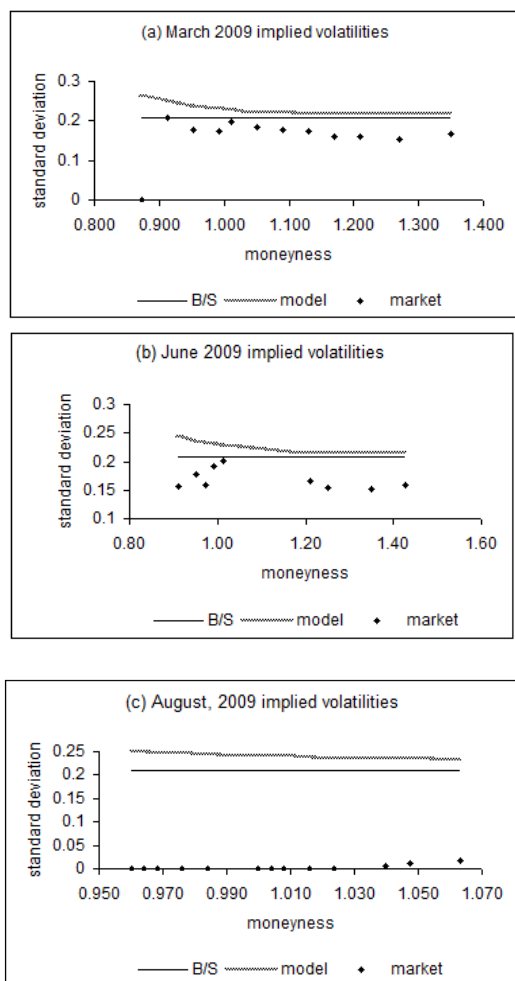 (a) March 2009 implied volatilities
standard deviation
0.3
0.2
0.1
0
0.800 0.900 1.000 1.100 1.200 1.300 1.400
moneyness
B/S model market
(b) June 2009 implied volatilities
standard deviation
0.3
0.25
0.2
0.15
0.1
0.80 1.00 1.20 1.40 1.60
moneyness
B/S model market
(c) August, 2009 implied volatilities
standard deviation
0.25
0.2
0.15
0.1
0.05
0
0.950 0.970 0.990 1.010 1.030 1.050 1.070
moneyness
B/S model market